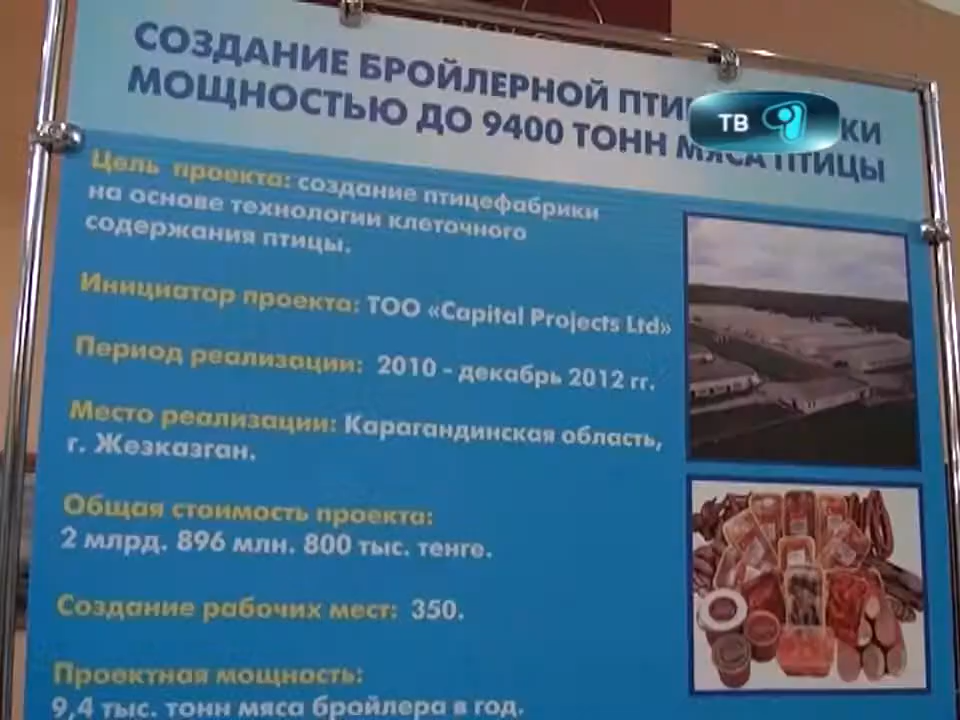 СОЗДАНИЕ БРОЙЛЕРНОЙ
МОЩНОСТЬЮ ДО 9400 ТОНН МЯСА ПТИЦЫ
ТВ
Цель проекта: создание птицефабрики
на основе технологии клеточного
содержания птицы.
Инициатор проекта: ТОО «Capital Projects Ltd»
Период реализации: 2010 - декабрь 2012 гг.
Место реализации: Карагандинская область,
г. Жезказган.
Общая стоимость проекта:
2 млрд. 896 млн. 800 тыс. тенге.
Создание рабочих мест: 350.
Проектная мощность:
9,4 тыс. тонн мяса бройлера в год.